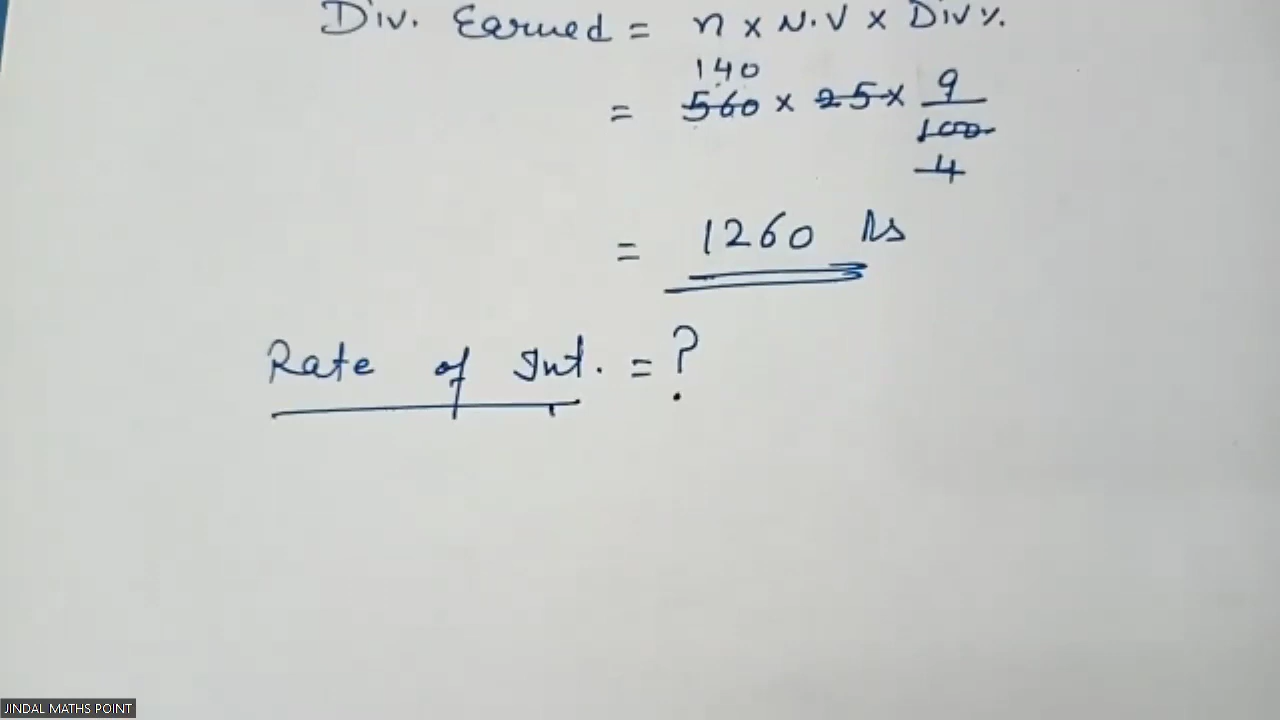 Div. Earned = n x N.V x Div %.
140
= 560 x 25 x 9
100
4
= 1260 Rs
Rate of Int. = ?
JINDAL MATHS POINT